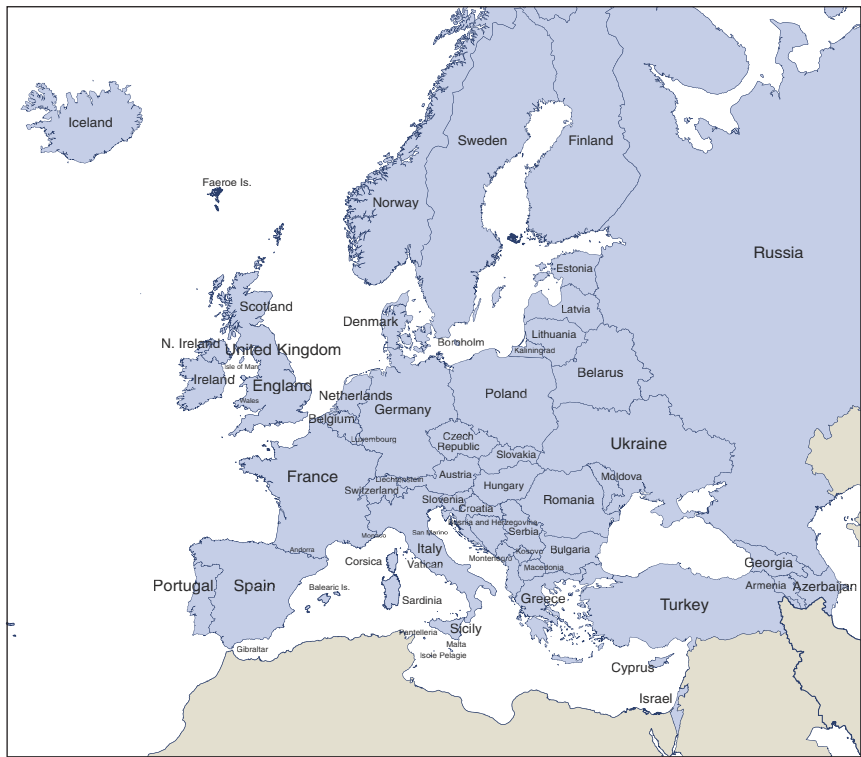 Iceland
Sweden
Finland
Faeroe Is.
Norway
Russia
Estonia
Scotland
Latvia
Denmark
Lithuania
Bornholm
N. Ireland
United Kingdom
Kaliningrad
Isle of Man
Belarus
Ireland
England
Poland
Netherlands
Wales
Germany
Belgium
Luxembourg
Czech
Republic
Ukraine
Slovakia
France
Liechtenstein
Austria
Moldova
Switzerland
Hungary
Slovenia
Romania
Croatia
Bosnia and Herzegovina
San Marino
Serbia
Monaco
Andorra
Italy
Kosovo
Bulgaria
Montenegro
Corsica
Vatican
Macedonia
Georgia
Portugal
Spain
Balearic Is.
Armenia
Azerbaijan
Sardinia
Greece
Turkey
Pantelleria
Sicily
Malta
Gibraltar
Isole Pelagie
Cyprus
Israel